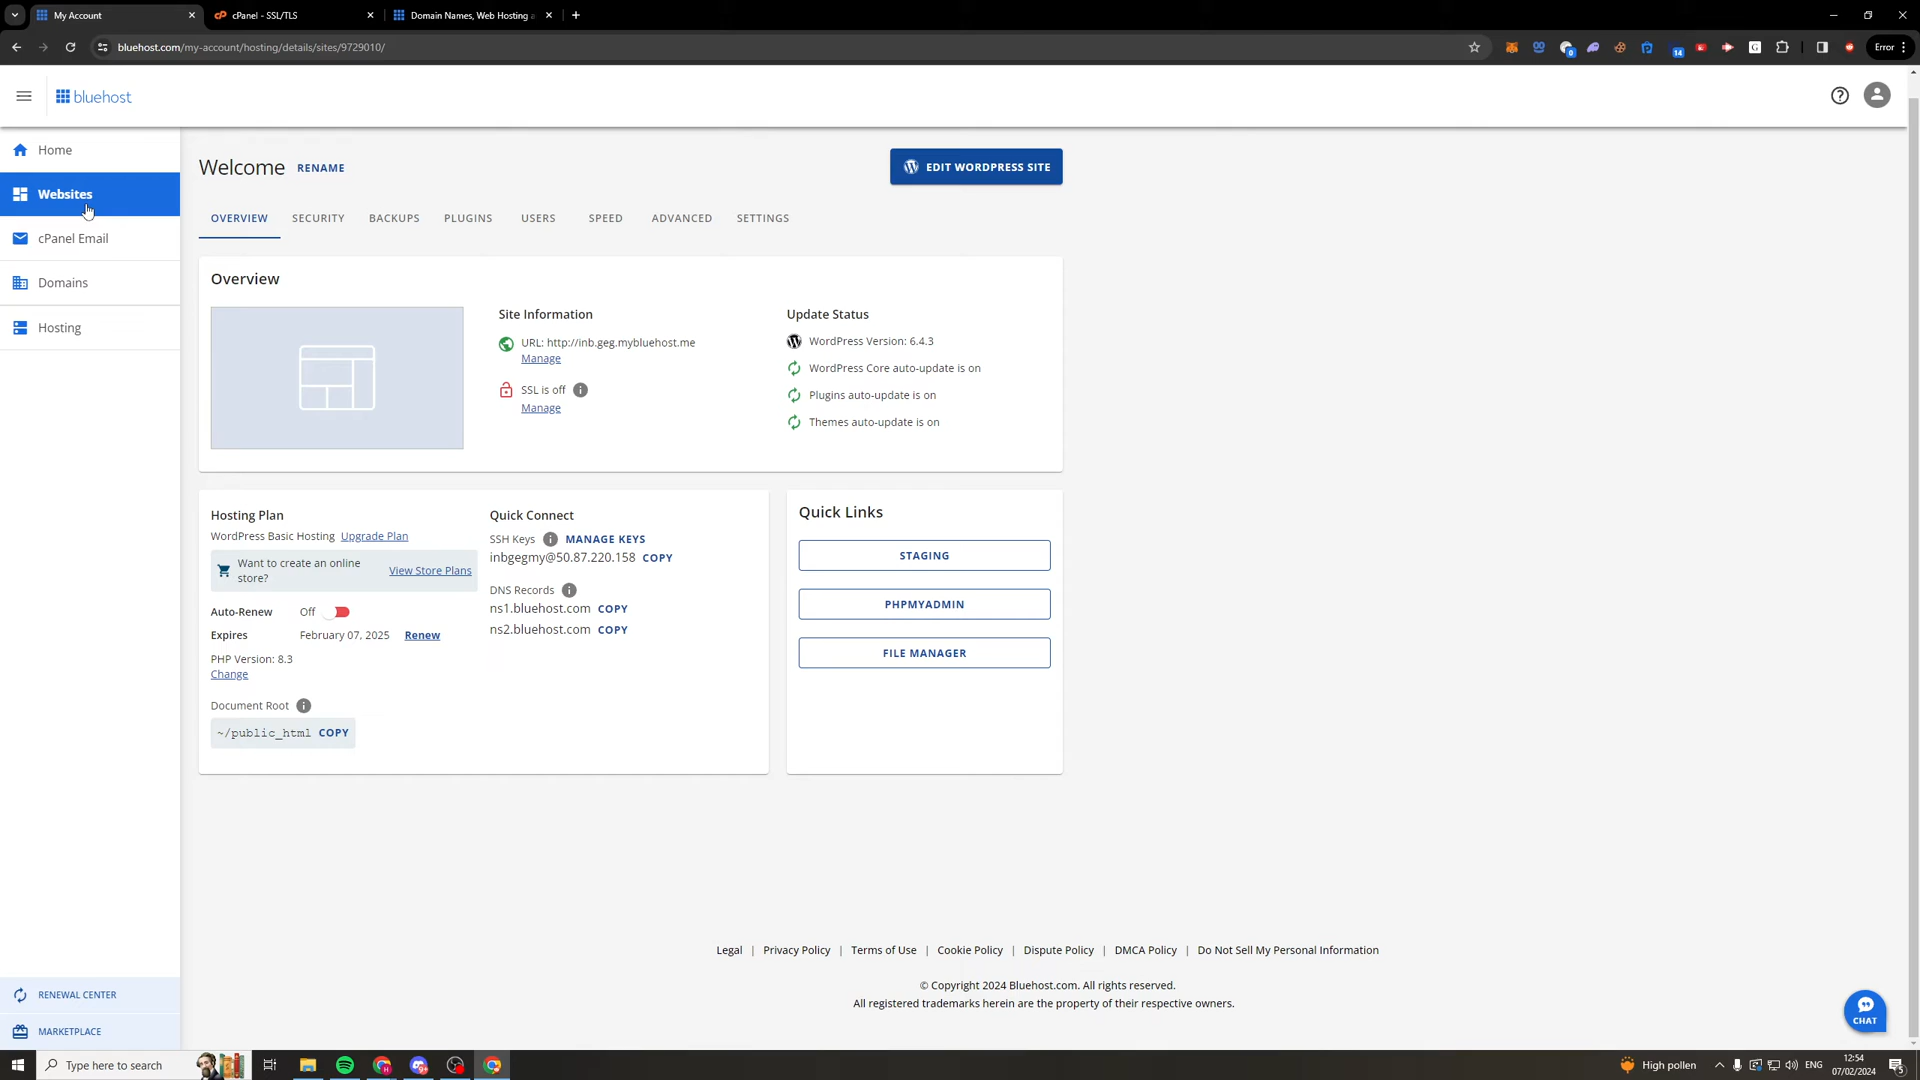 My Account
cPanel - SSL/TLS
Domain Names, Web Hosting a
bluehost.com/my-account/hosting/details/sites/9729010/
0
14
G
Error
bluehost
Home
Websites
cPanel Email
Domains
Hosting
Welcome RENAME
EDIT WORDPRESS SITE
OVERVIEW SECURITY BACKUPS PLUGINS USERS SPEED ADVANCED SETTINGS
Overview
Site Information
URL: http://inb.geg.mybluehost.me
Manage
SSL is off
Manage
Update Status
WordPress Version: 6.4.3
WordPress Core auto-update is on
Plugins auto-update is on
Themes auto-update is on
Hosting Plan
WordPress Basic Hosting Upgrade Plan
Want to create an online
store?
View Store Plans
Auto-Renew Off
Expires February 07, 2025 Renew
PHP Version: 8.3
Change
Document Root
~/public_html COPY
Quick Connect
SSH Keys MANAGE KEYS
inbgegmy@50.87.220.158 COPY
DNS Records
ns1.bluehost.com COPY
ns2.bluehost.com COPY
Quick Links
STAGING
PHPMYADMIN
FILE MANAGER
Legal | Privacy Policy | Terms of Use | Cookie Policy | Dispute Policy | DMCA Policy | Do Not Sell My Personal Information
© Copyright 2024 Bluehost.com. All rights reserved.
All registered trademarks herein are the property of their respective owners.
RENEWAL CENTER
MARKETPLACE
CHAT
Type here to search
High pollen
ENG
12:54
07/02/2024
5